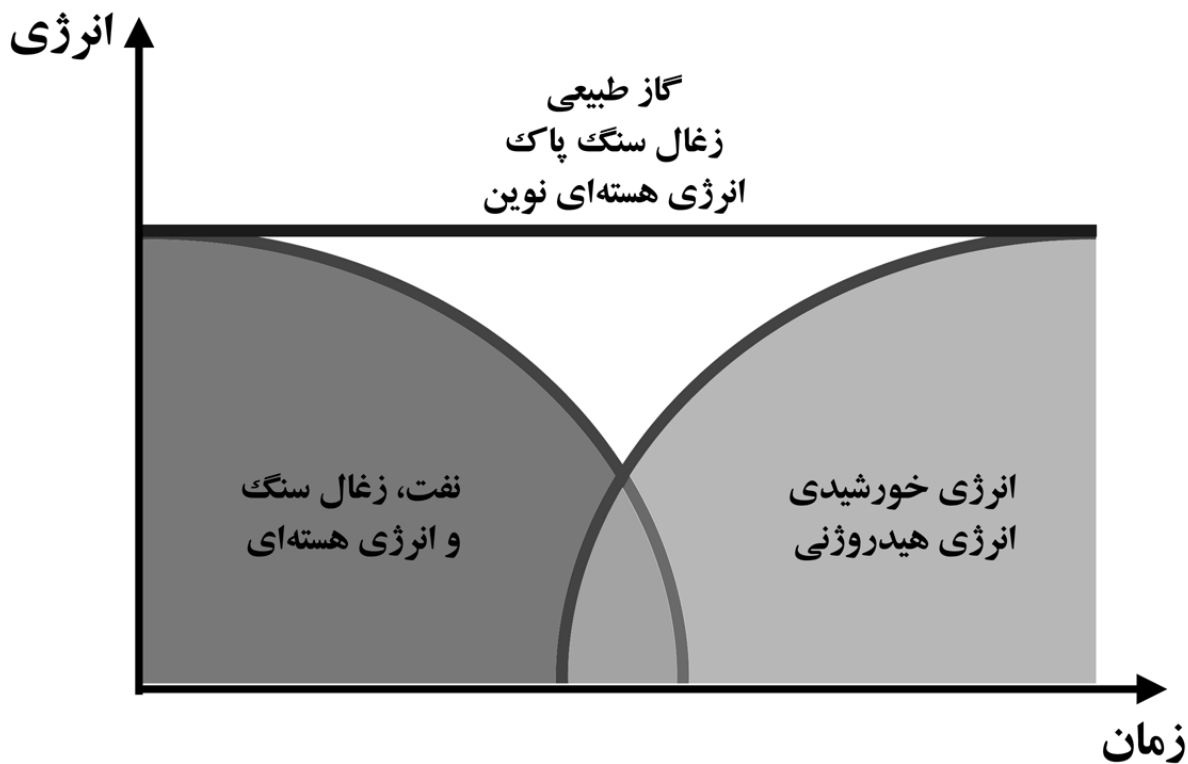 انرژی
گاز طبیعی
زغال سنگ پاک
انرژی هسته‌ای نوین
انرژی خورشیدی
انرژی هیدروژنی
نفت، زغال سنگ
و انرژی هسته‌ای
زمان